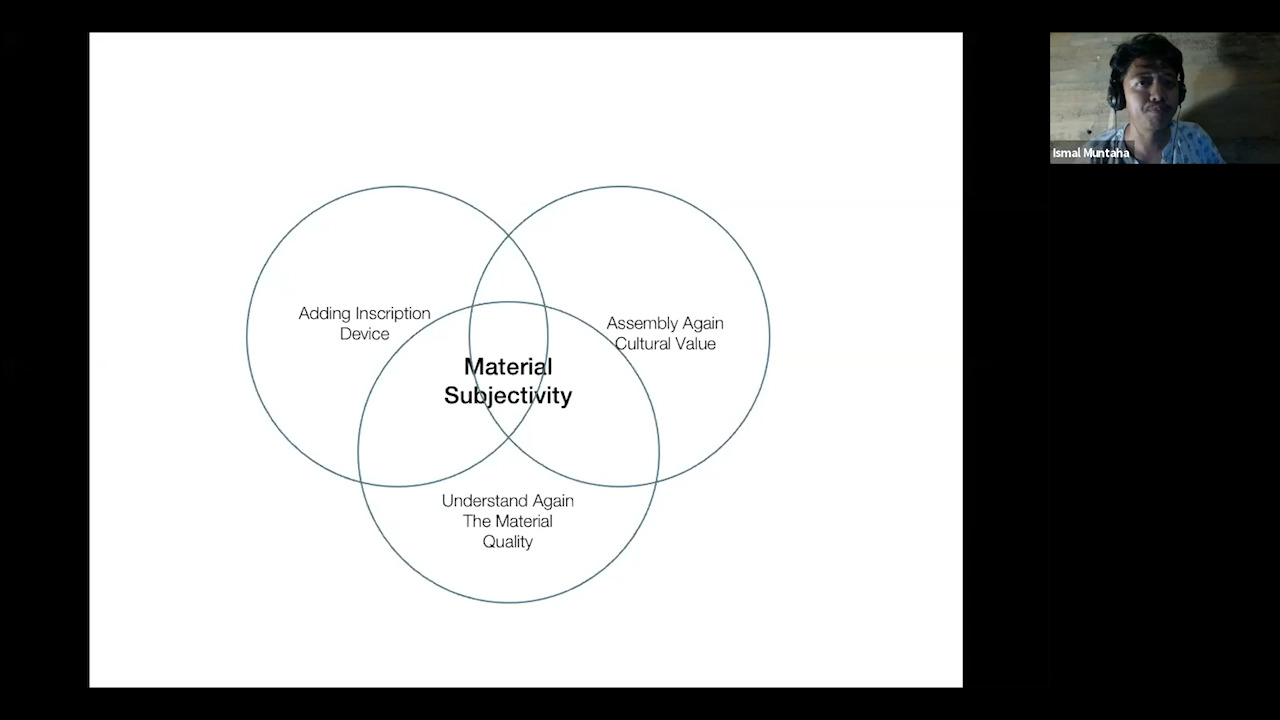 Adding Inscription
Device
Assembly Again
Cultural Value
Material
Subjectivity
Understand Again
The Material
Quality
Ismal Muntaha